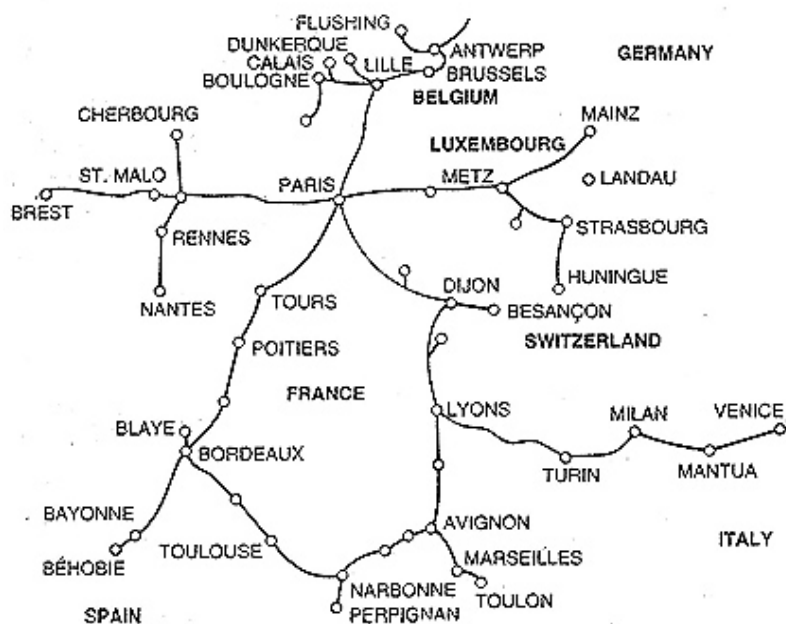 FLUSHING
DUNKERQUE
ANTWERP
GERMANY
CALAIS
LILLE
BOULOGNE
BRUSSELS
BELGIUM
CHERBOURG
MAINZ
LUXEMBOURG
ST. MALO
PARIS
METZ
LANDAU
BREST
RENNES
STRASBOURG
DIJON
HUNINGUE
NANTES
TOURS
BESANÇON
SWITZERLAND
POITIERS
FRANCE
LYONS
MILAN
VENICE
BLAYE
BORDEAUX
TURIN
MANTUA
BAYONNE
AVIGNON
ITALY
TOULOUSE
MARSEILLES
BÉHOBIE
NARBONNE
TOULON
SPAIN
PERPIGNAN